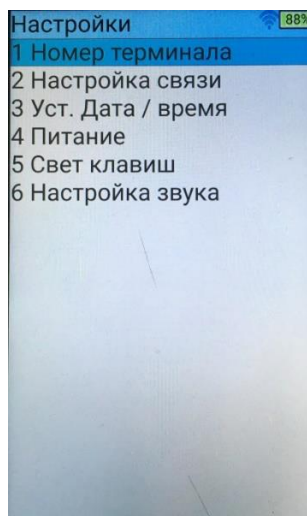 Настройки 88%
1 Номер терминала
2 Настройка связи
3 Уст. Дата / время
4 Питание
5 Свет клавиш
6 Настройка звука